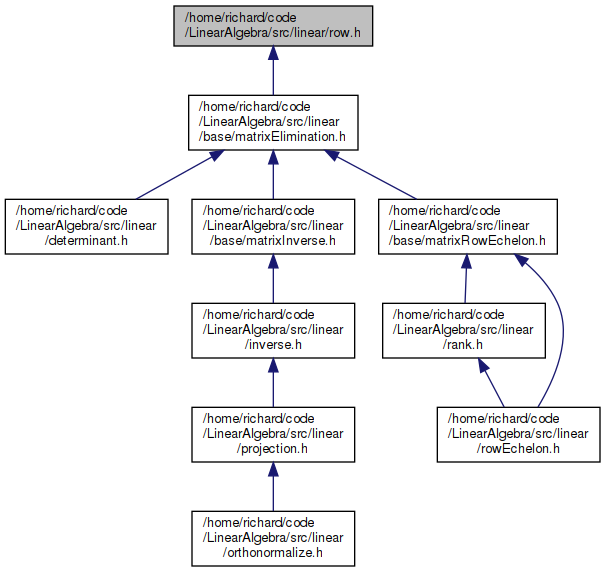 /home/richard/code
/LinearAlgebra/src/linear/row.h
/home/richard/code
/LinearAlgebra/src/linear
/base/matrixElimination.h
/home/richard/code
/LinearAlgebra/src/linear
/determinant.h
/home/richard/code
/LinearAlgebra/src/linear
/base/matrixInverse.h
/home/richard/code
/LinearAlgebra/src/linear
/base/matrixRowEchelon.h
/home/richard/code
/LinearAlgebra/src/linear
/inverse.h
/home/richard/code
/LinearAlgebra/src/linear
/rank.h
/home/richard/code
/LinearAlgebra/src/linear
/projection.h
/home/richard/code
/LinearAlgebra/src/linear
/rowEchelon.h
/home/richard/code
/LinearAlgebra/src/linear
/orthonormalize.h